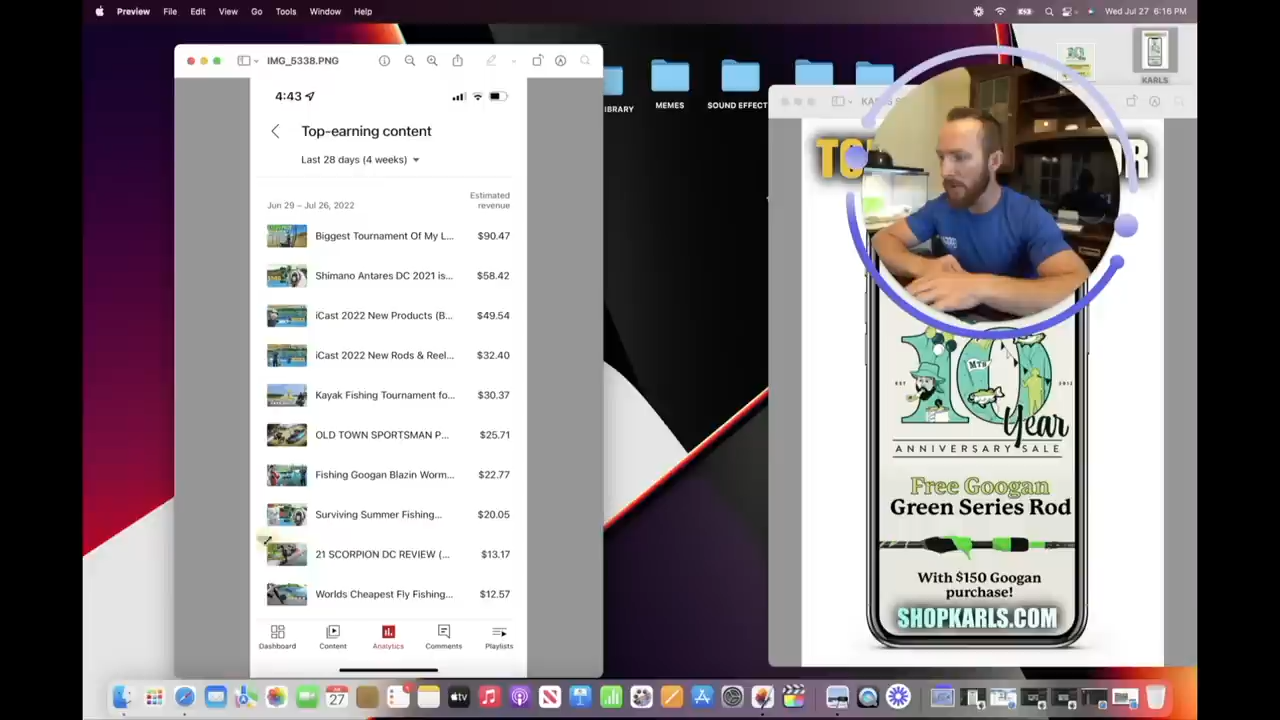 Preview File Edit View Go Tools Window Help Wed Jul 27 6:16 PM
IMG_5338.PNG
4:43
Top-earning content
Last 28 days (4 weeks)
Jun 29 – Jul 26, 2022 Estimated revenue
Biggest Tournament Of My L... $90.47
Shimano Antares DC 2021 is... $58.42
iCast 2022 New Products (B... $49.54
iCast 2022 New Rods & Reel... $32.40
Kayak Fishing Tournament fo... $30.37
OLD TOWN SPORTSMAN P... $25.71
Fishing Googan Blazin Worm... $22.77
Surviving Summer Fishing... $20.05
21 SCORPION DC REVIEW (... $13.17
Worlds Cheapest Fly Fishing... $12.57
Dashboard Content Analytics Comments Playlists
MEMES
SOUND EFFECT
KARLS
10
Year
EST 2012
MTB
ANNIVERSARY SALE
Free Googan
Green Series Rod
With $150 Googan
purchase!
SHOPKARLS.COM
27